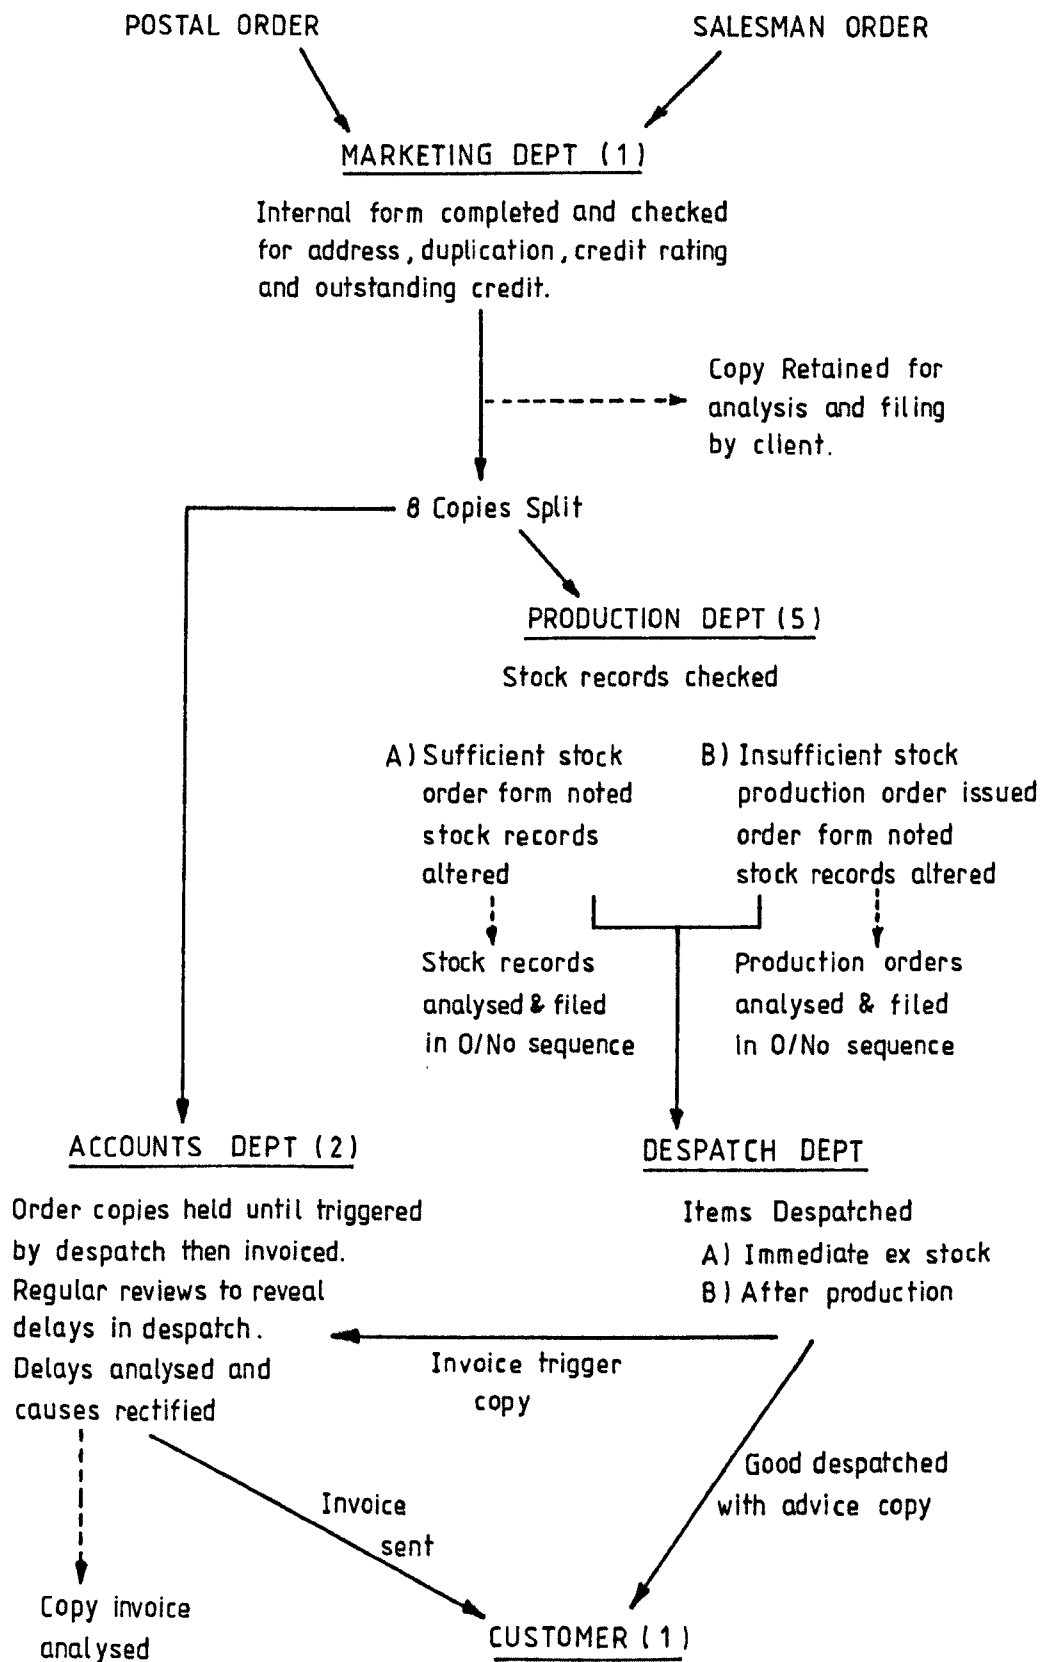 POSTAL ORDER
SALESMAN ORDER
MARKETING DEPT (1)
Internal form completed and checked
for address, duplication, credit rating
and outstanding credit.
Copy Retained for
analysis and filing
by client.
8 Copies Split
PRODUCTION DEPT (5)
Stock records checked
A) Sufficient stock
order form noted
stock records
altered
B) Insufficient stock
production order issued
order form noted
stock records altered
Stock records
analysed & filed
in O/No sequence
Production orders
analysed & filed
in O/No sequence
ACCOUNTS DEPT (2)
Order copies held until triggered
by despatch then invoiced.
Regular reviews to reveal
delays in despatch.
Delays analysed and
causes rectified
DESPATCH DEPT
Items Despatched
A) Immediate ex stock
B) After production
Invoice trigger
copy
Good despatched
with advice copy
Invoice
sent
Copy invoice
analysed
CUSTOMER (1)